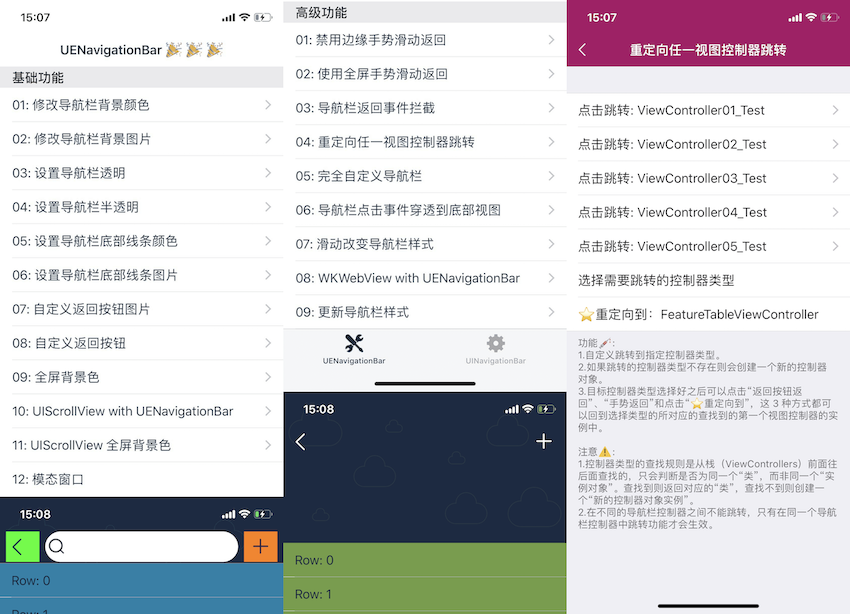 15:07
UENavigationBar 🎉 🎉 🎉
基础功能
01: 修改导航栏背景颜色
02: 修改导航栏背景图片
03: 设置导航栏透明
04: 设置导航栏半透明
05: 设置导航栏底部线条颜色
06: 设置导航栏底部线条图片
07: 自定义返回按钮图片
08: 自定义返回按钮
09: 全屏背景色
10: UIScrollView with UENavigationBar
11: UIScrollView 全屏背景色
12: 模态窗口
15:08
Row: 0
Row: 1
高级功能
01: 禁用边缘手势滑动返回
02: 使用全屏手势滑动返回
03: 导航栏返回事件拦截
04: 重定向任一视图控制器跳转
05: 完全自定义导航栏
06: 导航栏点击事件穿透到底部视图
07: 滑动改变导航栏样式
08: WKWebView with UENavigationBar
09: 更新导航栏样式
UENavigationBar
UINavigationBar
15:08
Row: 0
Row: 1
15:07
重定向任一视图控制器跳转
点击跳转: ViewController01_Test
点击跳转: ViewController02_Test
点击跳转: ViewController03_Test
点击跳转: ViewController04_Test
点击跳转: ViewController05_Test
选择需要跳转的控制器类型
⭐重定向到：FeatureTableViewController
功能🚀:
1.自定义跳转到指定控制器类型。
2.如果跳转的控制器类型不存在则会创建一个新的控制器
对象。
3.目标控制器类型选择好之后可以点击“返回按钮返
回”、“手势返回”和点击“⭐重定向到”，这 3 种方式都可
以回到选择类型的所对应的查找到的第一个视图控制器的实
例中。
注意⚠️:
1.控制器类型的查找规则是从栈（ViewControllers）前面往
后面查找的，只会判断是否为同一个“类”，而非同一个“实
例对象”。查找到则返回对应的“类”，查找不到则创建一
个“新的控制器对象实例”。
2.在不同的导航栏控制器之间不能跳转，只有在同一个导航
栏控制器中跳转功能才会生效。